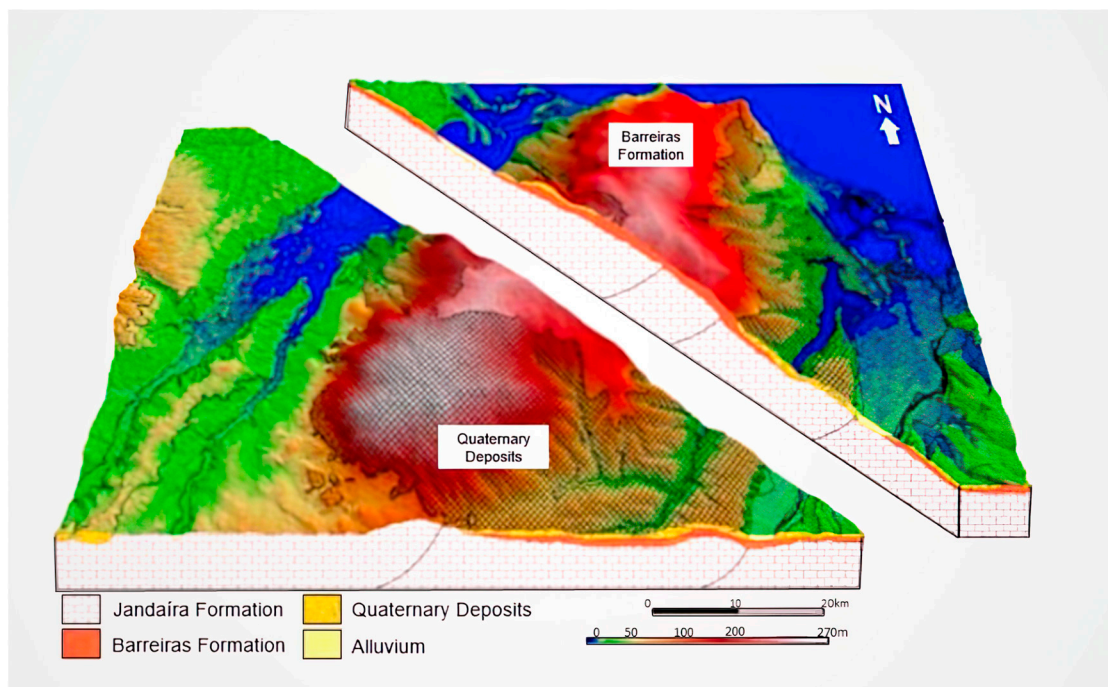 N
Barreiras
Formation
Quaternary
Deposits
Jandaíra Formation
Quaternary Deposits
Barreiras Formation
Alluvium
0 10 20km
0 50 100 200 270m